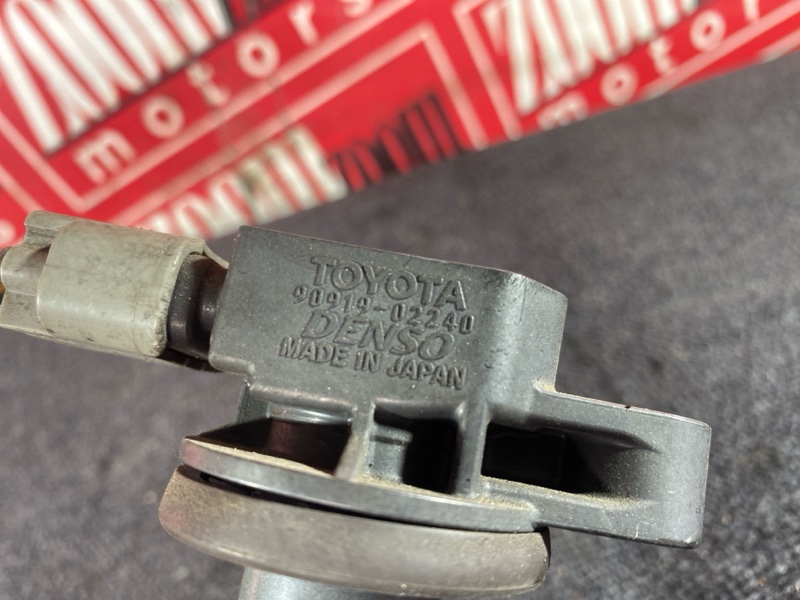 motors
motors
TOYOTA
90919-02240
DENSO
MADE IN JAPAN